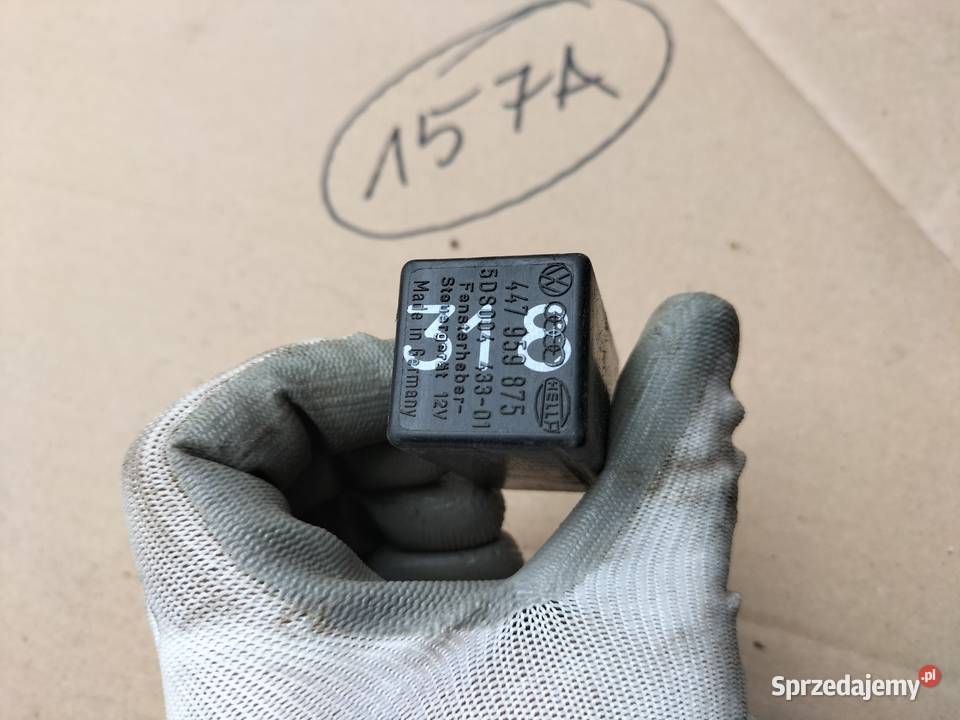 157A
HELLA
447 959 875
5DS004 433-01
Fensterheber-
Steuergerät 12V
Made in Germany
318
Sprzedajemy.pl